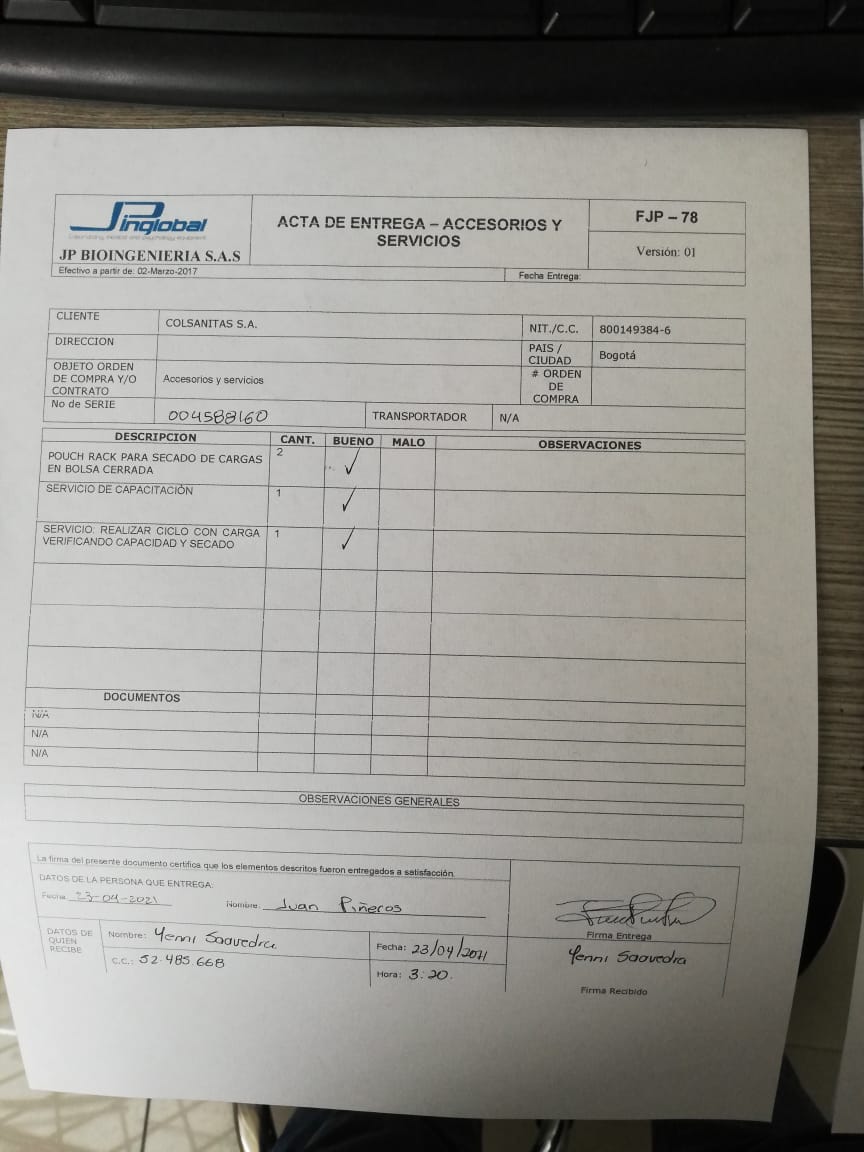 JPinglobal
JP BIOINGENIERIA S.A.S
ACTA DE ENTREGA – ACCESORIOS Y
SERVICIOS
FJP – 78
Versión: 01
Efectivo a partir de: 02-Marzo-2017
Fecha Entrega:
CLIENTE
COLSANITAS S.A.
NIT./C.C.
800149384-6
DIRECCION
PAIS /
CIUDAD
Bogotá
OBJETO ORDEN
DE COMPRA Y/O
CONTRATO
Accesorios y servicios
# ORDEN
DE
COMPRA
No de SERIE
004588160
TRANSPORTADOR
N/A
DESCRIPCION CANT. BUENO MALO OBSERVACIONES
POUCH RACK PARA SECADO DE CARGAS
EN BOLSA CERRADA
2 ✓
SERVICIO DE CAPACITACIÓN
1 ✓
SERVICIO: REALIZAR CICLO CON CARGA
VERIFICANDO CAPACIDAD Y SECADO
1 ✓
DOCUMENTOS
N/A
N/A
N/A
OBSERVACIONES GENERALES
La firma del presente documento certifica que los elementos descritos fueron entregados a satisfacción.
DATOS DE LA PERSONA QUE ENTREGA:
Fecha: 23-04-2021 Nombre: Juan Piñeros
Firma Entrega
DATOS DE
QUIEN
RECIBE
Nombre: Yenni Saavedra
C.C.: 52.485.668
Fecha: 23/04/2021
Hora: 3:20.
Yenni Saavedra
Firma Recibido